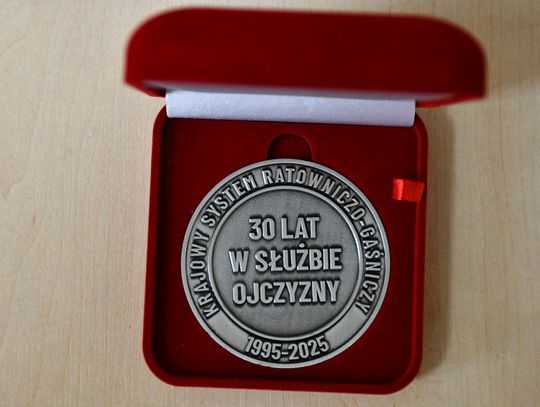 KRAJOWY SYSTEM RATOWNICZO-GAŚNICZY
30 LAT
W SŁUŻBIE
OJCZYZNY
1995-2025